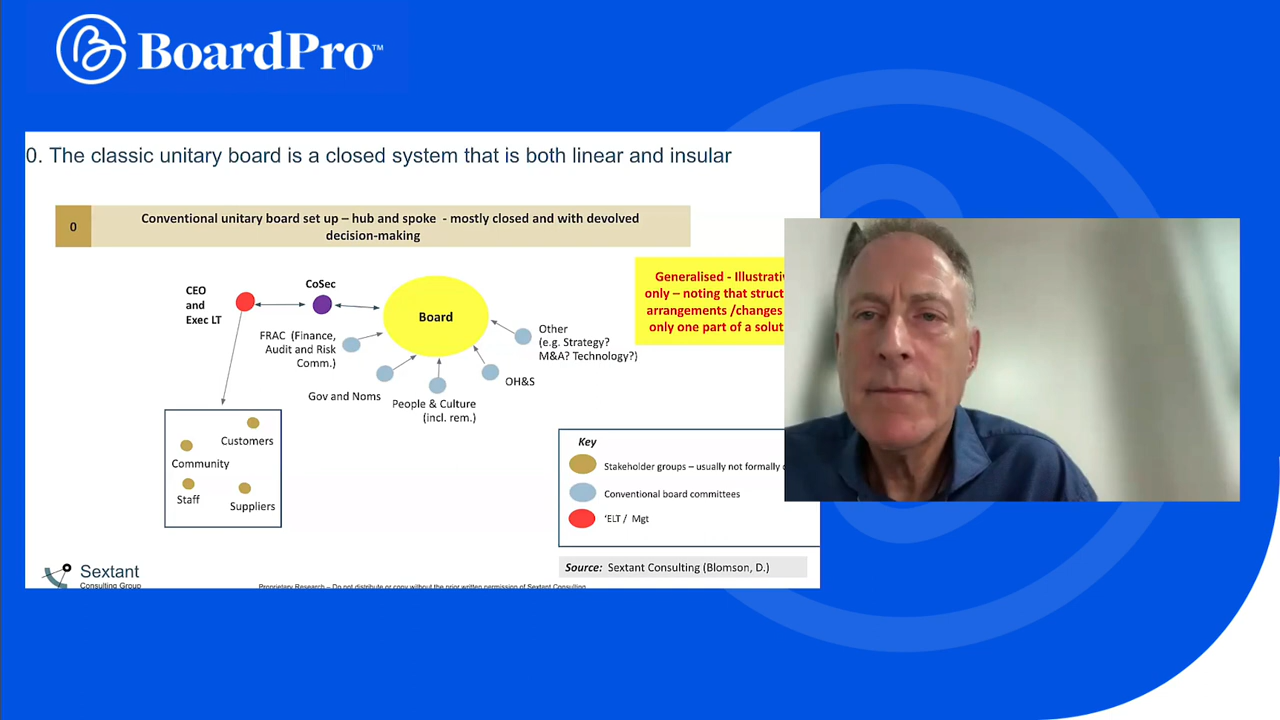 BoardPro™
0. The classic unitary board is a closed system that is both linear and insular
0
Conventional unitary board set up – hub and spoke - mostly closed and with devolved
decision-making
CEO
and
Exec LT
CoSec
Board
FRAC (Finance,
Audit and Risk
Comm.)
Gov and Noms
People & Culture
(incl. rem.)
OH&S
Other
(e.g. Strategy?
M&A? Technology?)
Generalised - Illustrati
only – noting that struct
arrangements /changes
only one part of a solut
Customers
Community
Staff
Suppliers
Key
Stakeholder groups – usually not formally
Conventional board committees
'ELT / Mgt
Source: Sextant Consulting (Blomson, D.)
Sextant
Consulting Group
Proprietary Research – Do not distribute or copy without the prior written permission of Sextant Consulting